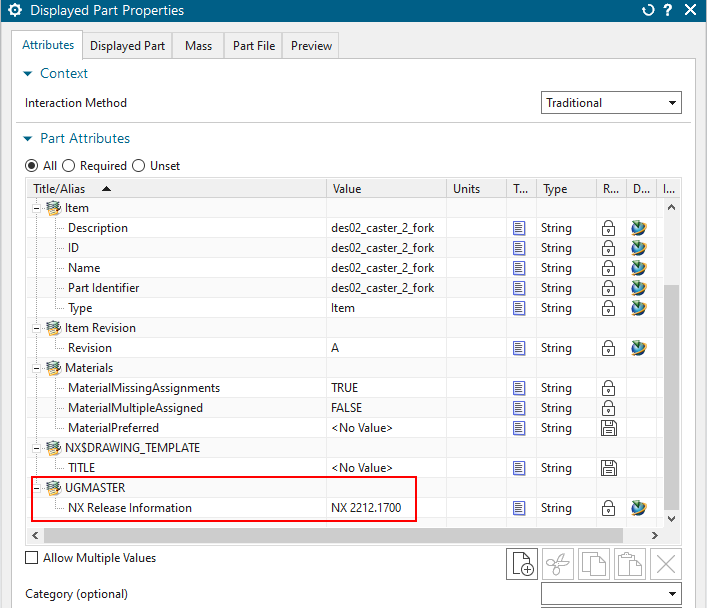 Displayed Part Properties ?
Attributes Displayed Part Mass Part File Preview
Context
Interaction Method Traditional
Part Attributes
All Required Unset
Title/Alias Value Units T... Type R... D... I...
Item
Description des02_caster_2_fork String
ID des02_caster_2_fork String
Name des02_caster_2_fork String
Part Identifier des02_caster_2_fork String
Type Item String
Item Revision
Revision A String
Materials
MaterialMissingAssignments TRUE String
MaterialMultipleAssigned FALSE String
MaterialPreferred <No Value> String
NX$DRAWING_TEMPLATE
TITLE <No Value> String
UGMASTER
NX Release Information NX 2212.1700 String
Allow Multiple Values
Category (optional)